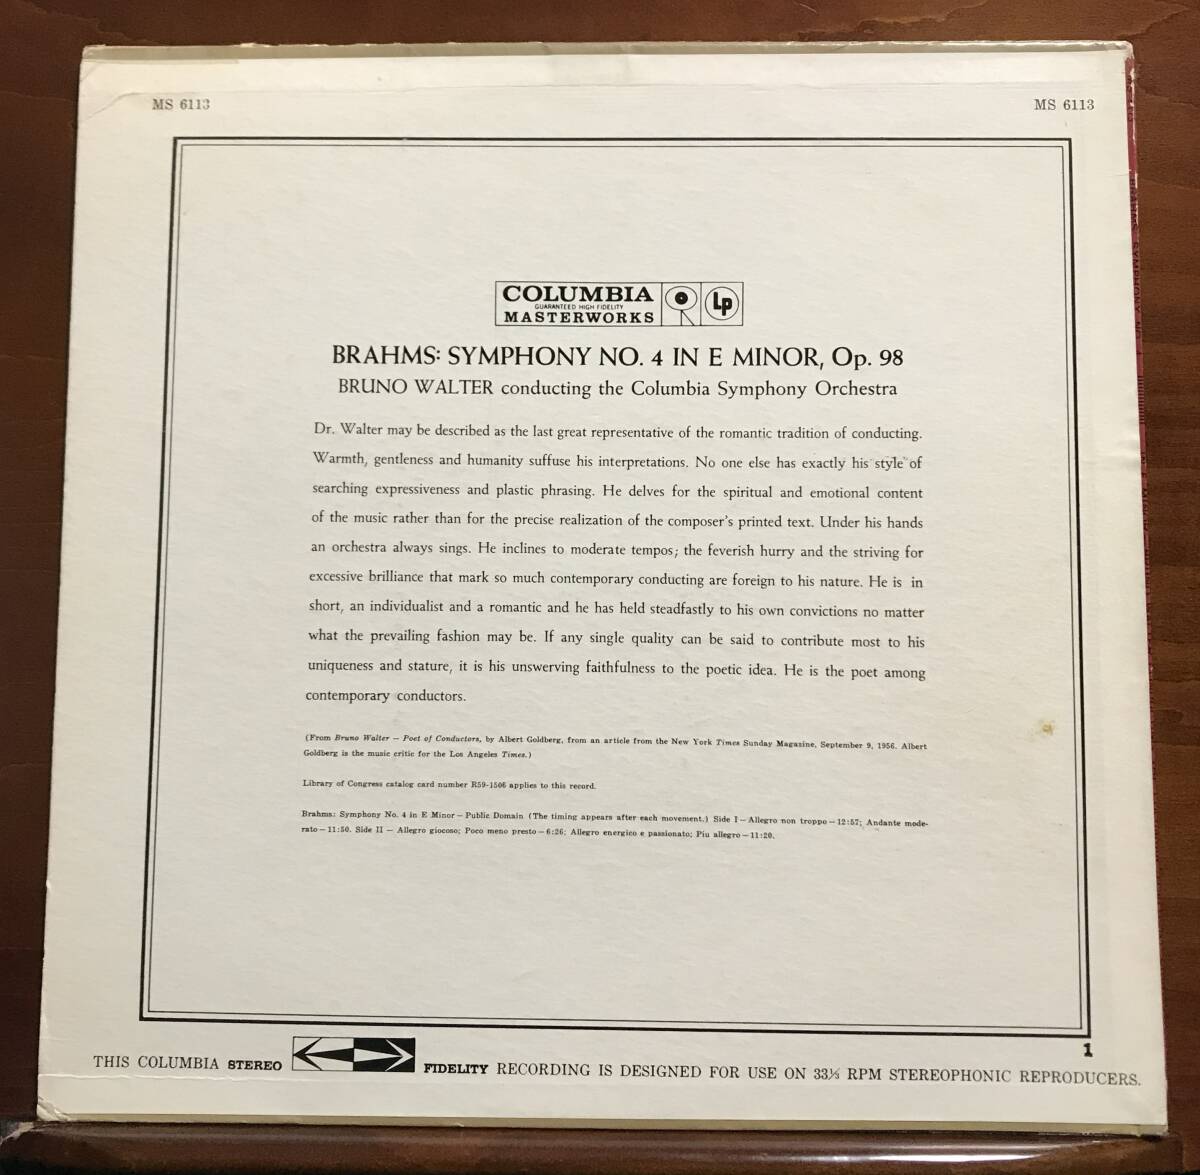 MS 6113
MS 6113
COLUMBIA
GUARANTEED HIGH FIDELITY
MASTERWORKS
Lp
BRAHMS: SYMPHONY NO. 4 IN E MINOR, Op. 98
BRUNO WALTER conducting the Columbia Symphony Orchestra
Dr. Walter may be described as the last great representative of the romantic tradition of conducting.
Warmth, gentleness and humanity suffuse his interpretations. No one else has exactly his style of
searching expressiveness and plastic phrasing. He delves for the spiritual and emotional content
of the music rather than for the precise realization of the composer's printed text. Under his hands
an orchestra always sings. He inclines to moderate tempos; the feverish hurry and the striving for
excessive brilliance that mark so much contemporary conducting are foreign to his nature. He is in
short, an individualist and a romantic and he has held steadfastly to his own convictions no matter
what the prevailing fashion may be. If any single quality can be said to contribute most to his
uniqueness and stature, it is his unswerving faithfulness to the poetic idea. He is the poet among
contemporary conductors.
(From Bruno Walter — Poet of Conductors, by Albert Goldberg, from an article from the New York Times Sunday Magazine, September 9, 1956. Albert
Goldberg is the music critic for the Los Angeles Times.)
Library of Congress catalog card number R59-1506 applies to this record.
Brahms: Symphony No. 4 in E Minor—Public Domain (The timing appears after each movement.) Side I—Allegro non troppo—12:57; Andante mode-
rato—11:50. Side II — Allegro giocoso; Poco meno presto—6:26; Allegro energico e passionato; Piu allegro—11:20.
1
THIS COLUMBIA STEREO FIDELITY RECORDING IS DESIGNED FOR USE ON 33⅓ RPM STEREOPHONIC REPRODUCERS.